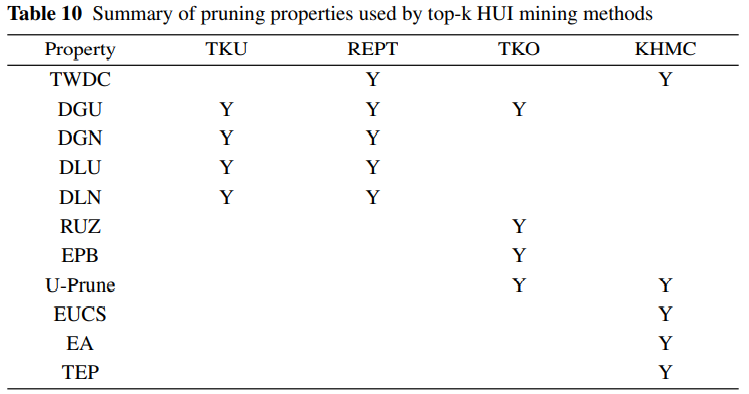 Table 10 Summary of pruning properties used by top-k HUI mining methods
Property TKU REPT TKO KHMC
TWDC Y Y
DGU Y Y Y
DGN Y Y
DLU Y Y
DLN Y Y
RUZ Y
EPB Y
U-Prune Y Y
EUCS Y
EA Y
TEP Y